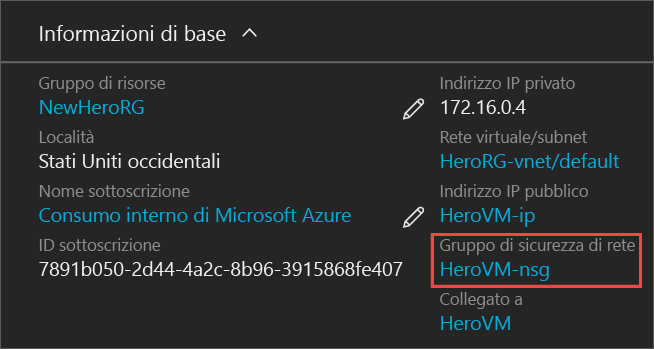 Informazioni di base
Gruppo di risorse
NewHeroRG
Località
Stati Uniti occidentali
Nome sottoscrizione
Consumo interno di Microsoft Azure
ID sottoscrizione
7891b050-2d44-4a2c-8b96-3915868fe407
Indirizzo IP privato
172.16.0.4
Rete virtuale/subnet
HeroRG-vnet/default
Indirizzo IP pubblico
HeroVM-ip
Gruppo di sicurezza di rete
HeroVM-nsg
Collegato a
HeroVM